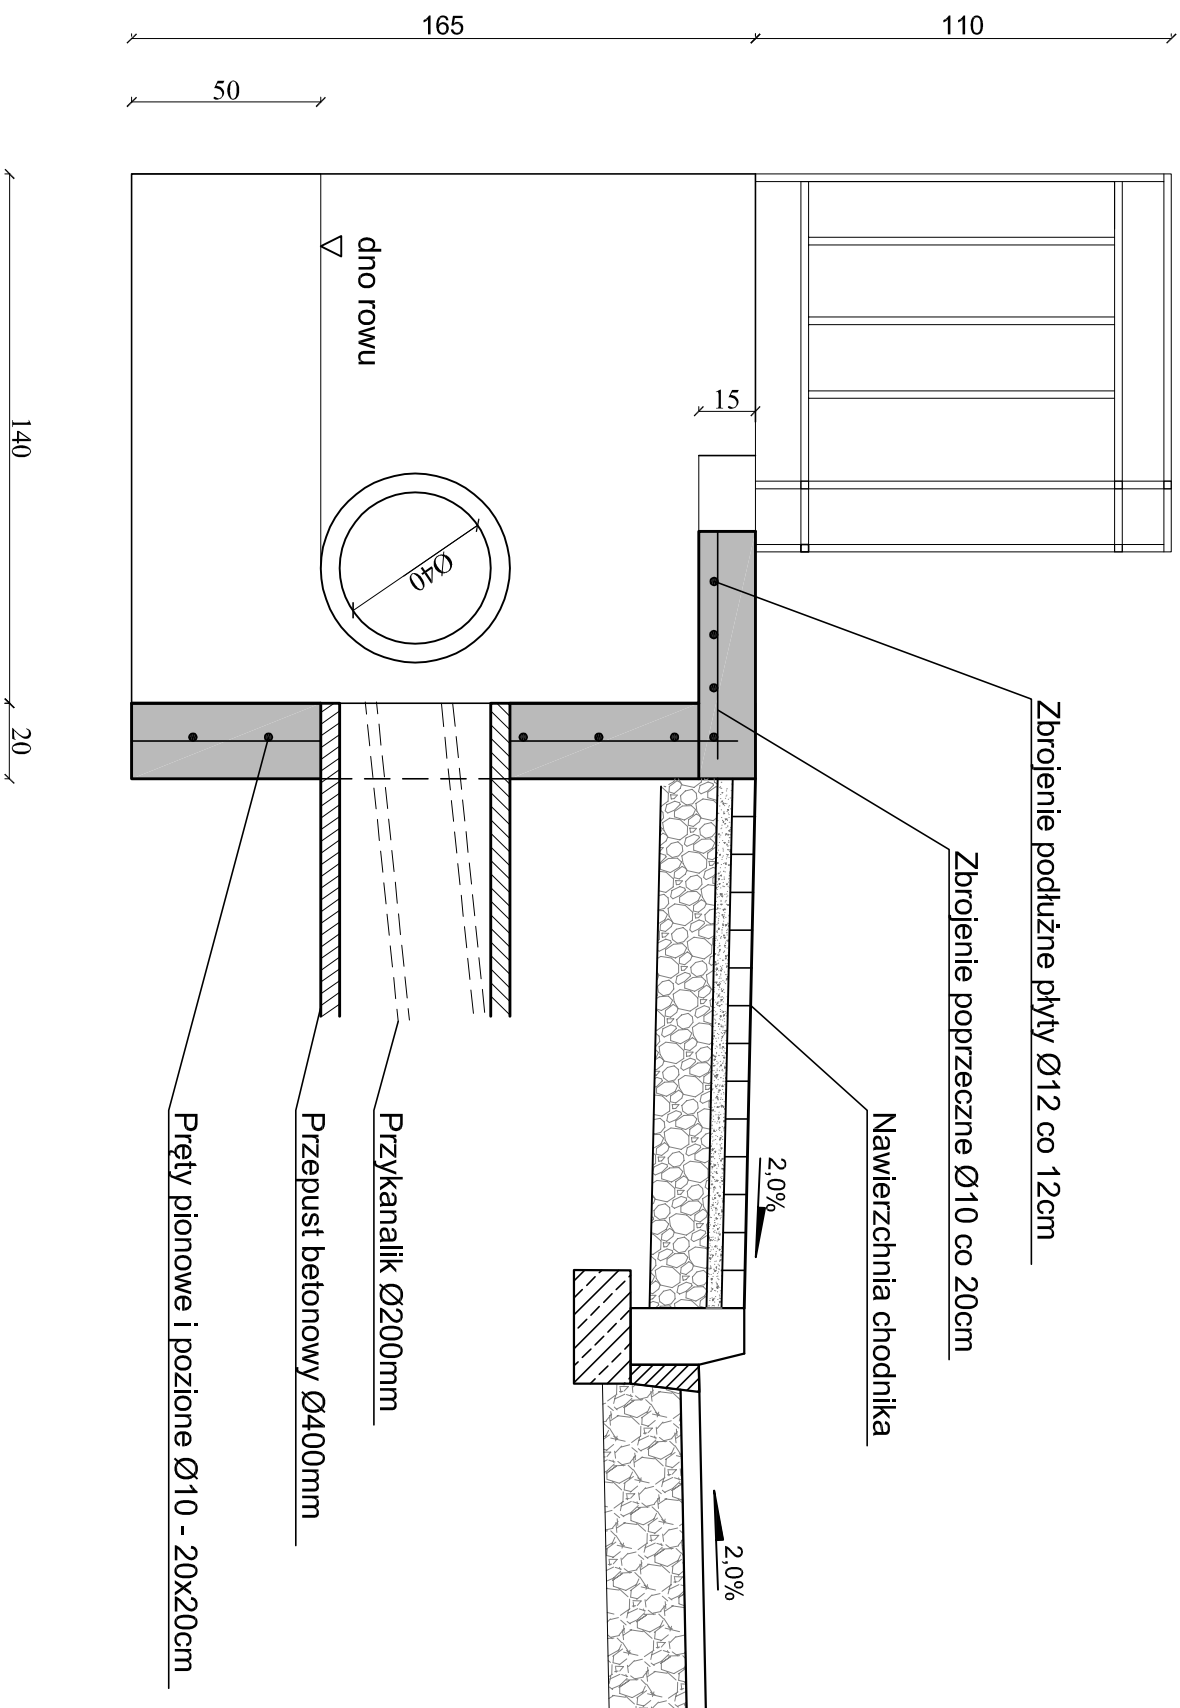 165
110
50
dno rowu
15
140
Ø40
20
Zbrojenie podłużne płyty Ø12 co 12cm
Zbrojenie poprzeczne Ø10 co 20cm
Nawierzchnia chodnika
2,0%
Przykanalik Ø200mm
Przepust betonowy Ø400mm
Pręty pionowe i pozione Ø10 - 20x20cm
2,0%